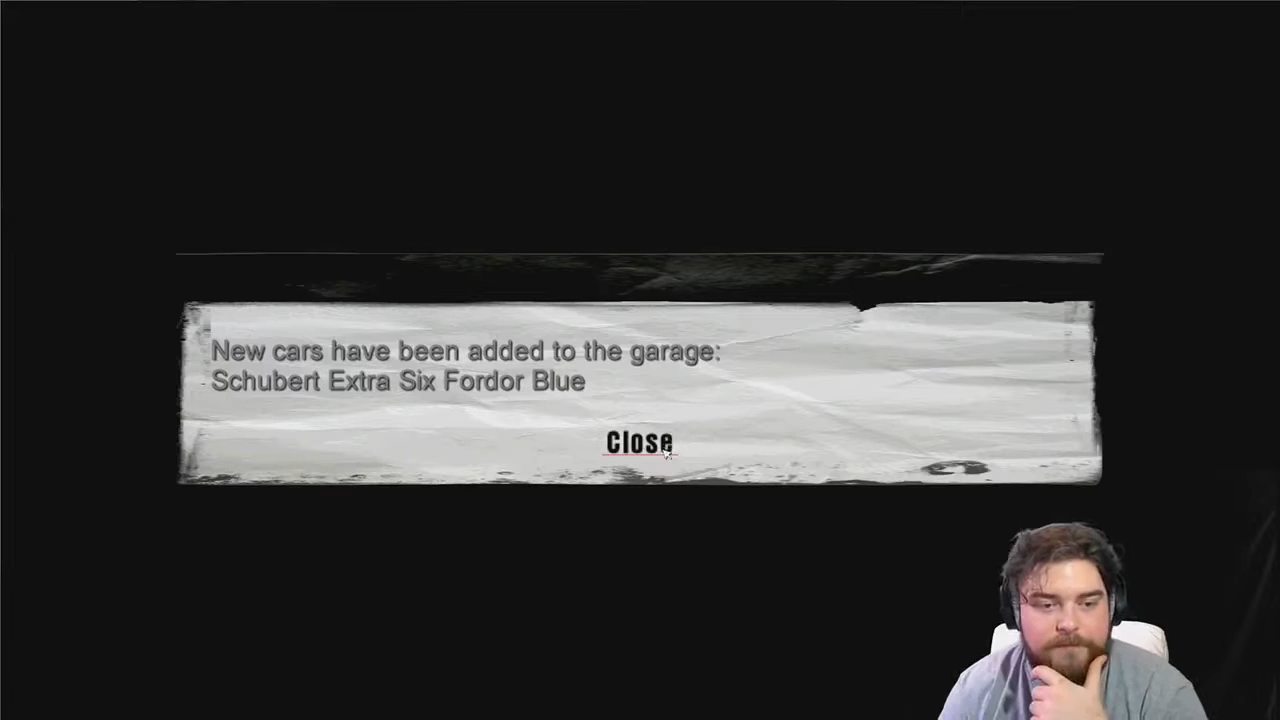 New cars have been added to the garage:
Schubert Extra Six Fordor Blue
Close